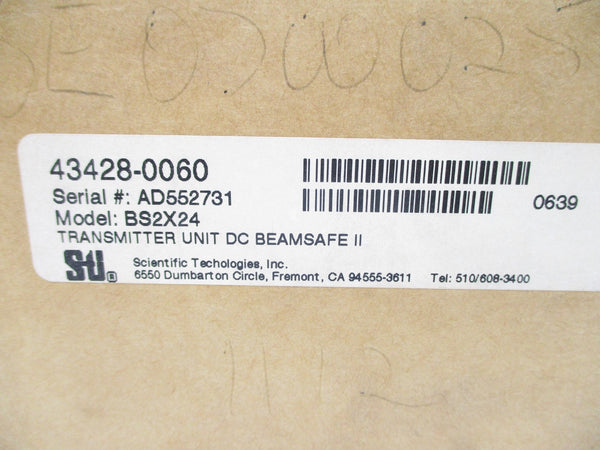 43428-0060
Serial #: AD552731
0639
Model: BS2X24
TRANSMITTER UNIT DC BEAMSAFE II
STI®
Scientific Techologies, Inc.
6550 Dumbarton Circle, Fremont, CA 94555-3611 Tel: 510/608-3400